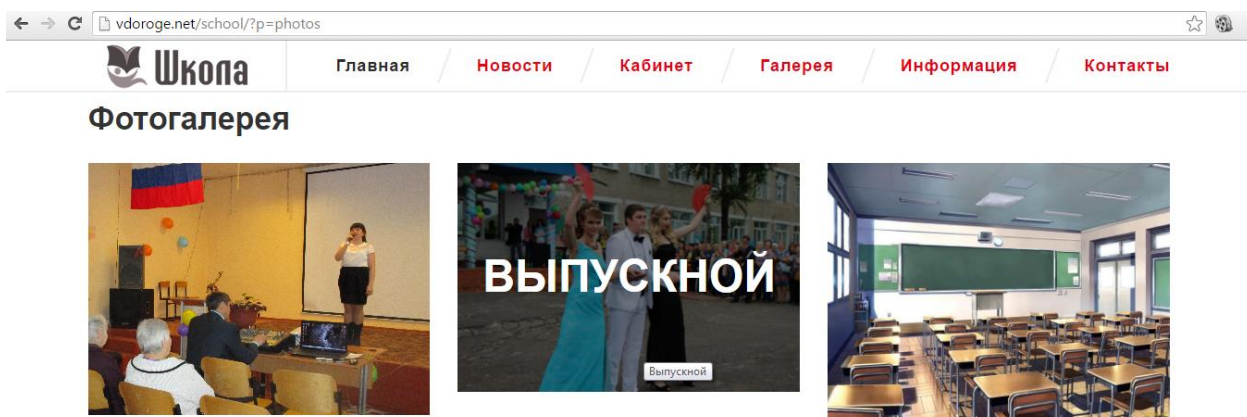 vdoroge.net/school/?p=photos
Школа Главная Новости Кабинет Галерея Информация Контакты
Фотогалерея
ВЫПУСКНОЙ
Выпускной